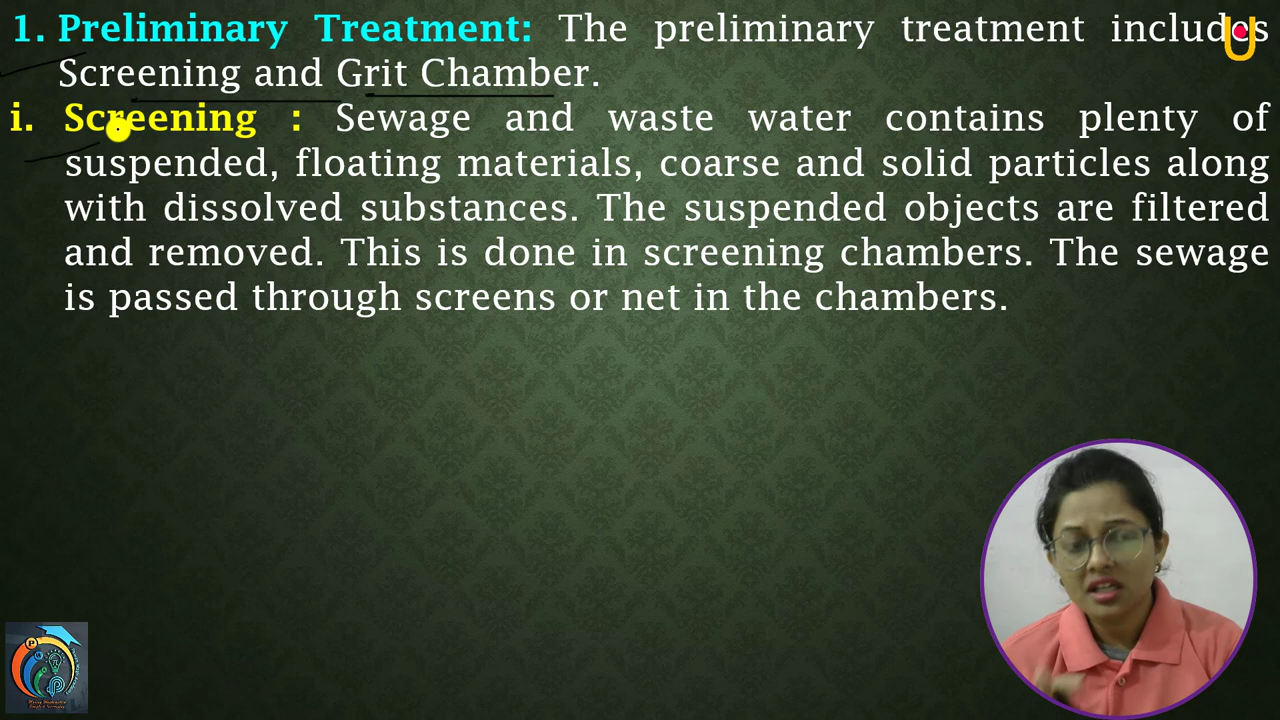 1. Preliminary Treatment: The preliminary treatment includes
Screening and Grit Chamber.
i. Screening : Sewage and waste water contains plenty of
suspended, floating materials, coarse and solid particles along
with dissolved substances. The suspended objects are filtered
and removed. This is done in screening chambers. The sewage
is passed through screens or net in the chambers.